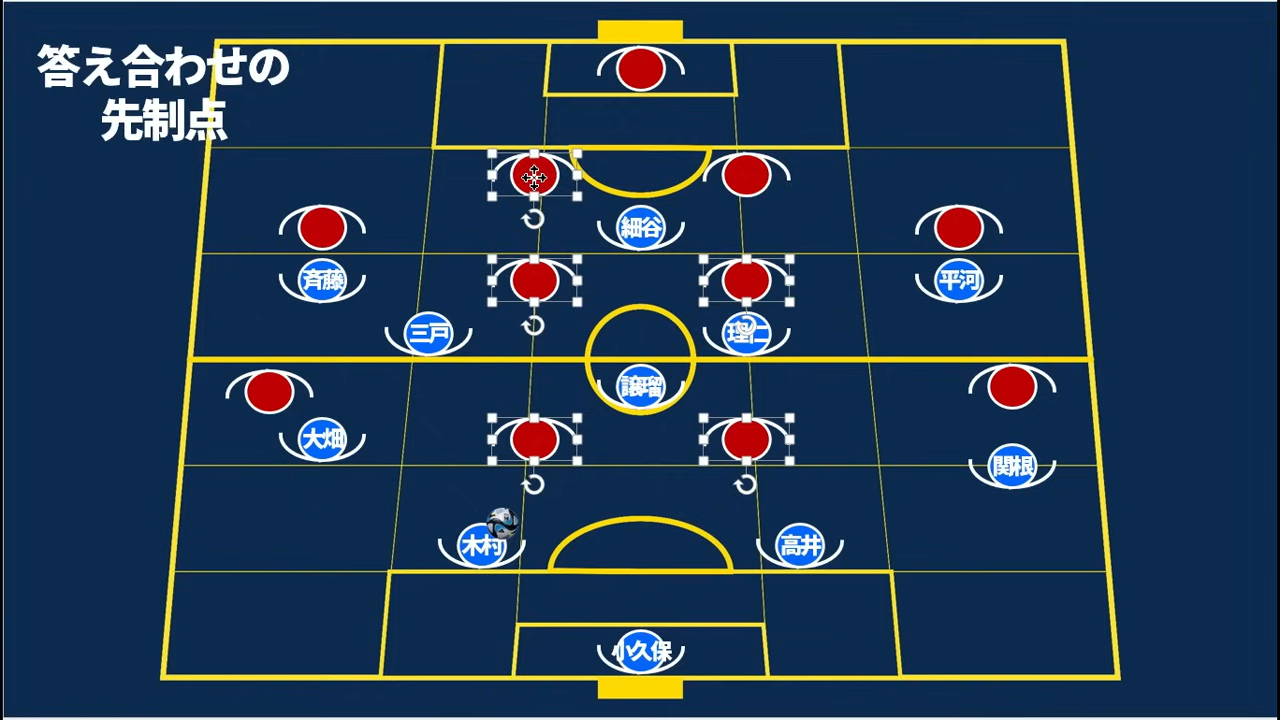 答え合わせの
先制点
細谷
斉藤
平河
三戸
理仁
譲瑠
大畑
関根
木村
高井
小久保